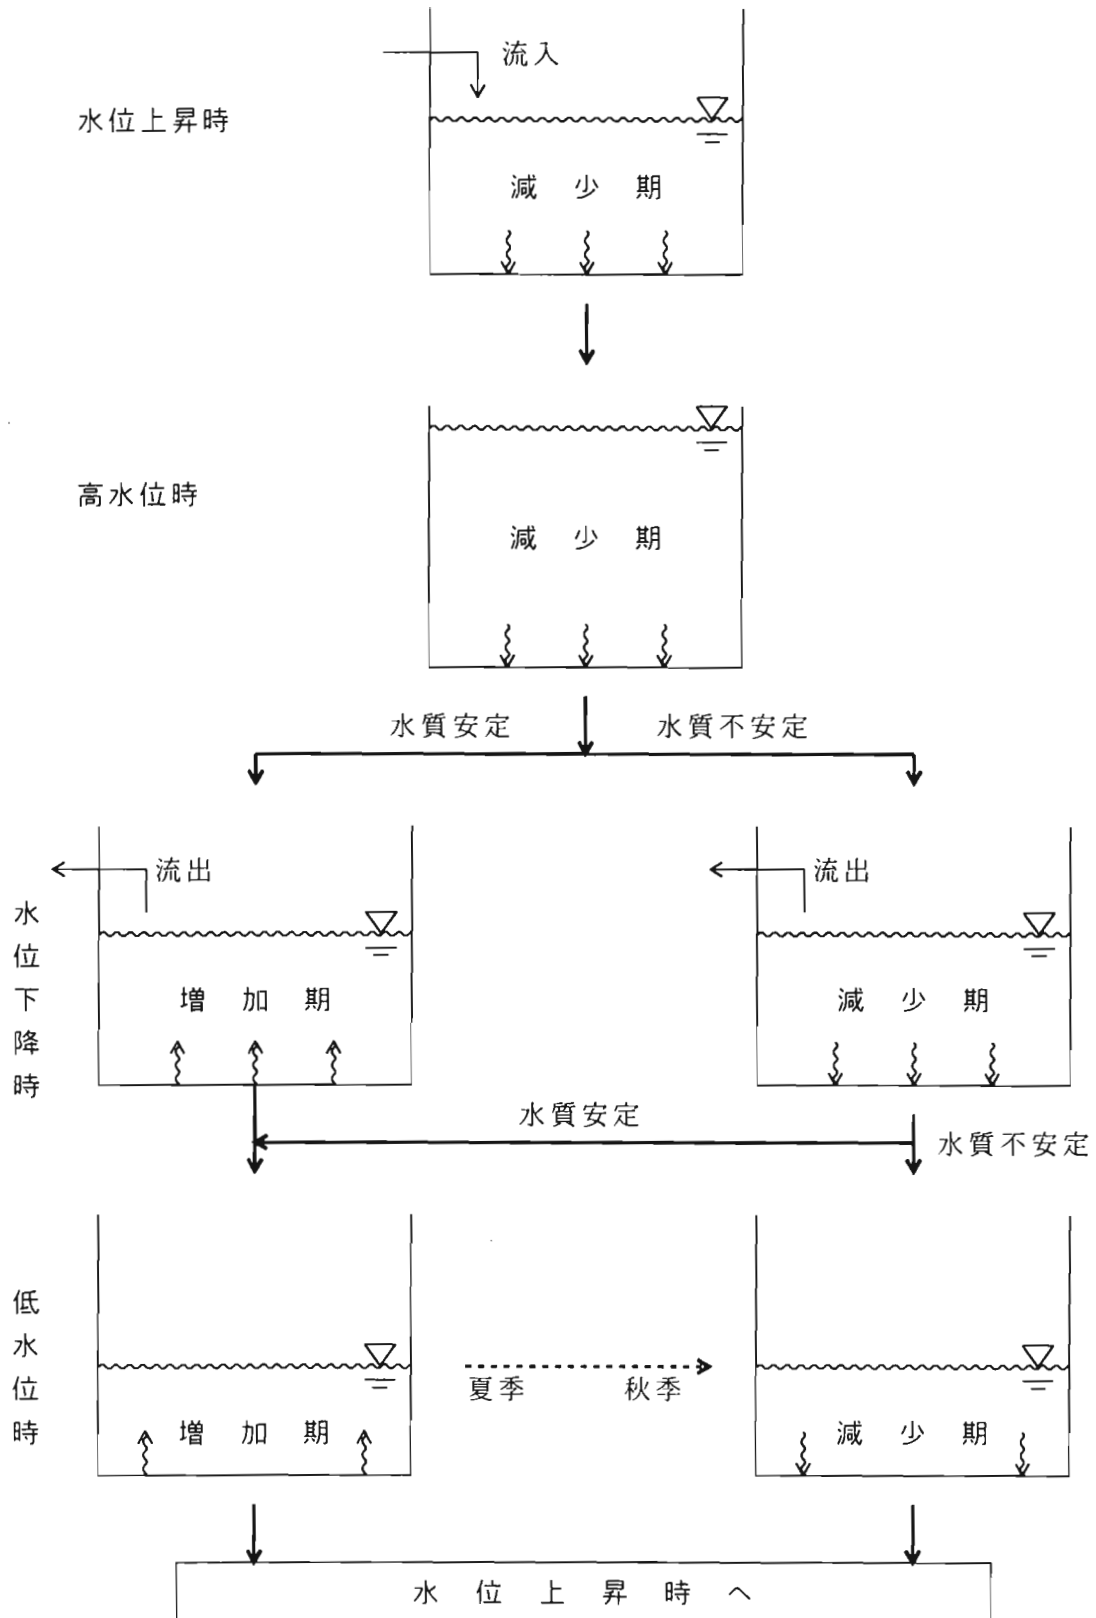 流入
水位上昇時
減少期
高水位時
減少期
水質安定
水質不安定
流出
流出
水位下降時
増加期
減少期
水質安定
水質不安定
低水位時
夏季
秋季
増加期
減少期
水位上昇時へ